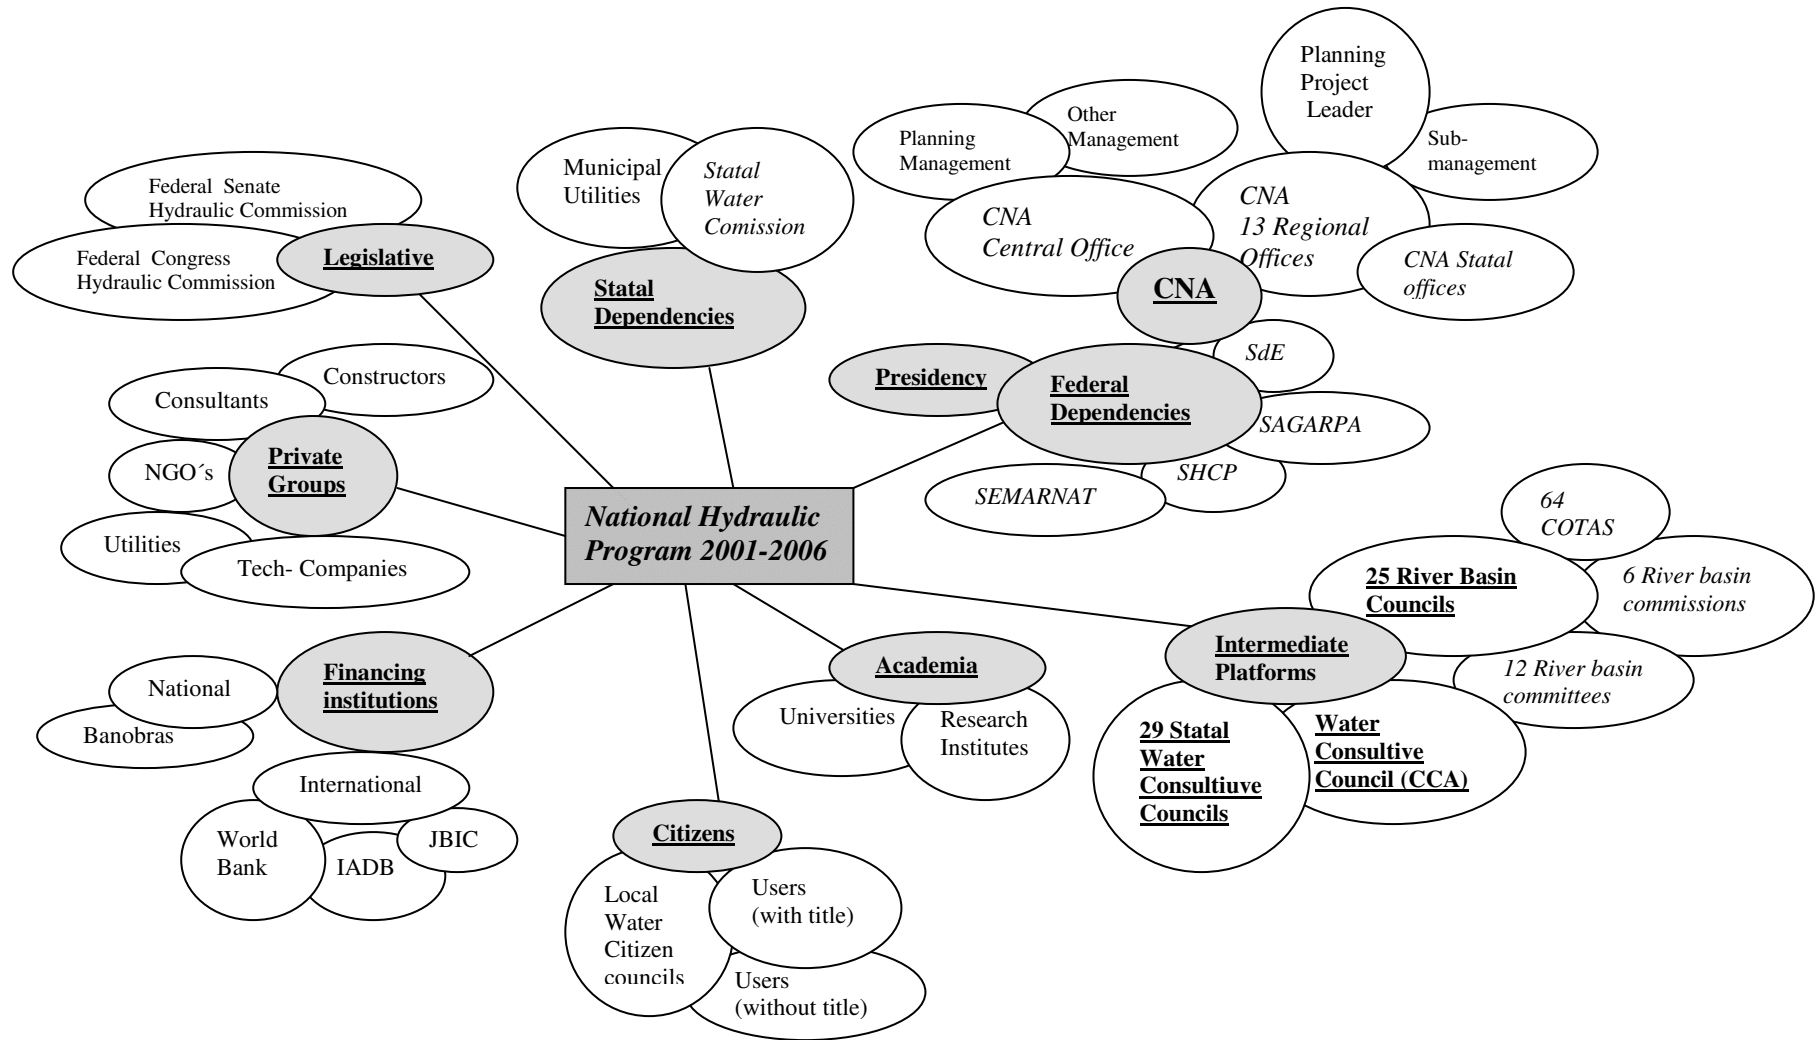 Planning
Project
Leader
Other
Management
Planning
Management
Sub-
management
Municipal
Utilities
Statal
Water
Comission
Federal Senate
Hydraulic Commission
CNA
Central Office
CNA
13 Regional
Offices
Federal Congress
Hydraulic Commission
Legislative
CNA Statal
offices
Statal
Dependencies
CNA
SdE
Presidency
Federal
Dependencies
Constructors
Consultants
SAGARPA
Private
Groups
NGO´s
SHCP
SEMARNAT
64
COTAS
National Hydraulic
Program 2001-2006
Utilities
Tech- Companies
25 River Basin
Councils
6 River basin
commissions
Intermediate
Platforms
Financing
institutions
Academia
12 River basin
committees
National
Banobras
Universities
Research
Institutes
29 Statal
Water
Consultiuve
Councils
Water
Consultive
Council (CCA)
International
World
Bank
JBIC
IADB
Citizens
Local
Water
Citizen
councils
Users
(with title)
Users
(without title)